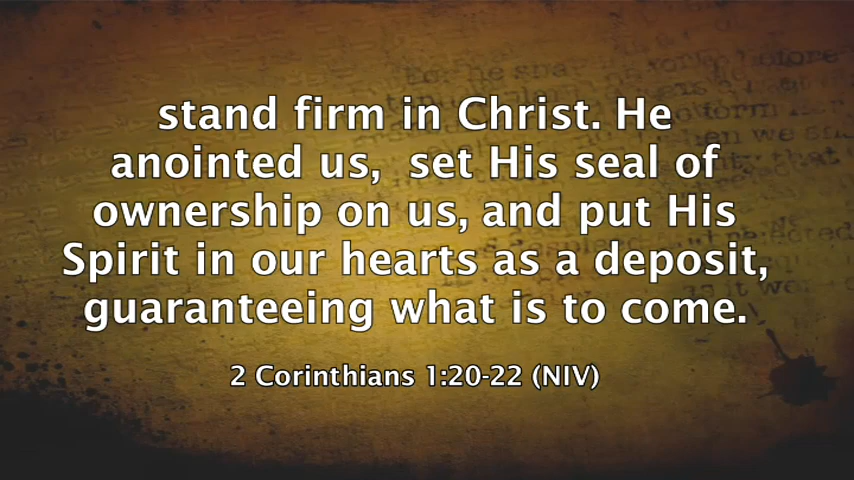 stand firm in Christ. He
anointed us,  set His seal of
ownership on us, and put His
Spirit in our hearts as a deposit,
guaranteeing what is to come.
2 Corinthians 1:20-22 (NIV)